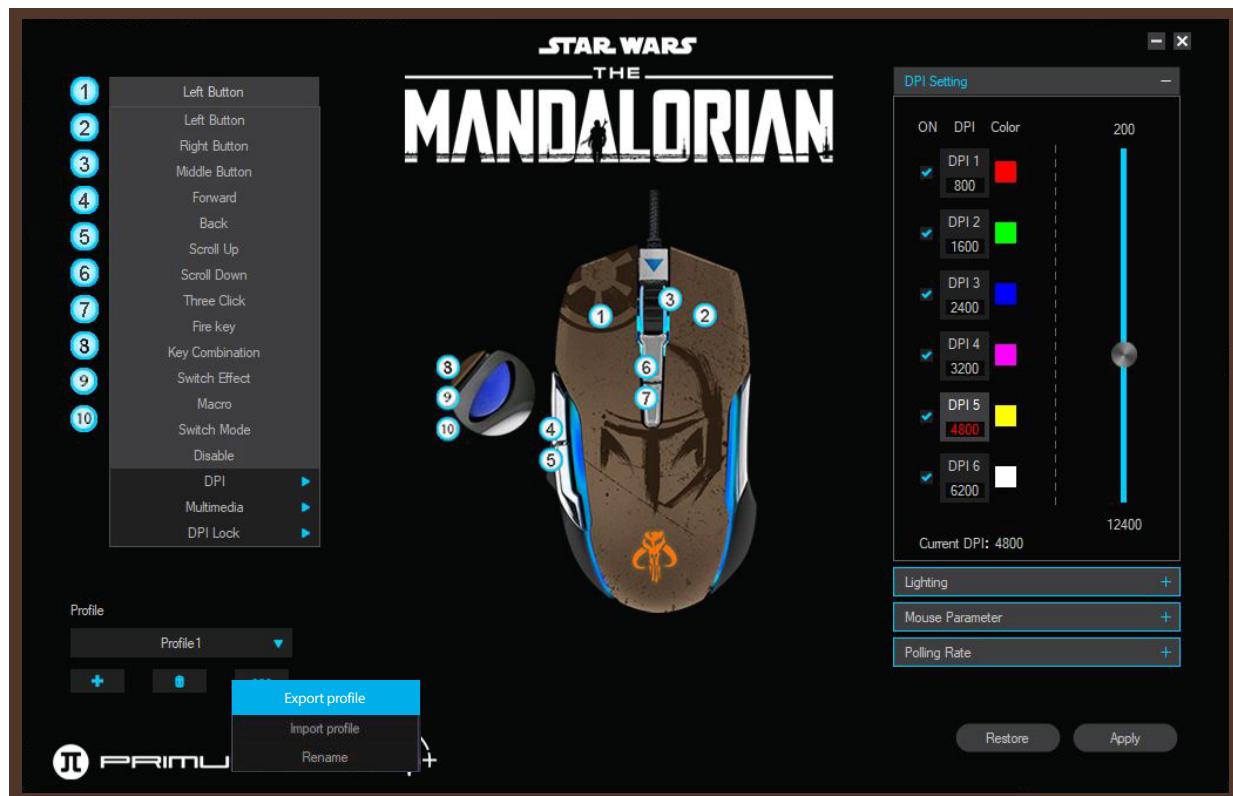 STAR WARS
THE
MANDALORIAN
1 Left Button
2
3
4
5
6
7
8
9
10
Left Button
Right Button
Middle Button
Forward
Back
Scroll Up
Scroll Down
Three Click
Fire key
Key Combination
Switch Effect
Macro
Switch Mode
Disable
DPI
Multimedia
DPI Lock
Profile
Profile1
Export profile
Import profile
Rename
1
2
3
6
7
8
9
10
4
5
DPI Setting
ON DPI Color
200
DPI 1
800
DPI 2
1600
DPI 3
2400
DPI 4
3200
DPI 5
4800
DPI 6
6200
12400
Current DPI: 4800
Lighting
Mouse Parameter
Polling Rate
Restore
Apply